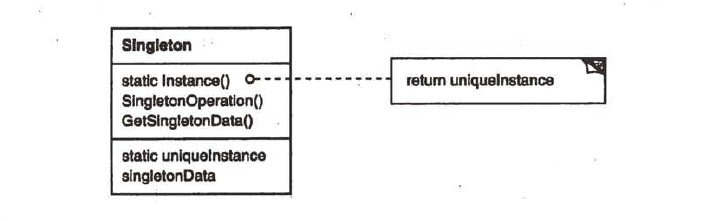 Singleton
static Instance()
SingletonOperation()
GetSingletonData()
static uniqueInstance
singletonData
return uniqueInstance